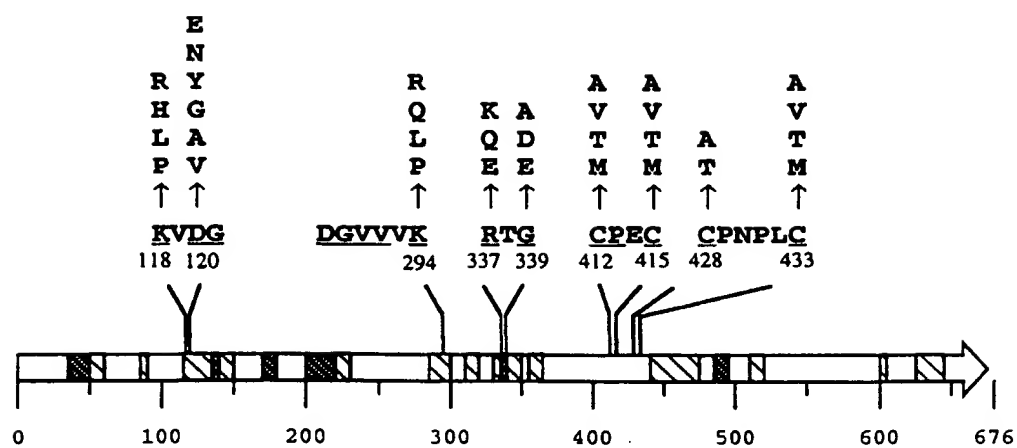 E
N
R Y R A A A
H G Q K A V V V
L A L Q D T T A T
P V P E E M M T M
↑ ↑ ↑ ↑ ↑ ↑ ↑ ↑ ↑
KVDG DGVVVK RTG CPEC CPNPLC
118 120 294 337 339 412 415 428 433
0 100 200 300 400 500 600 676